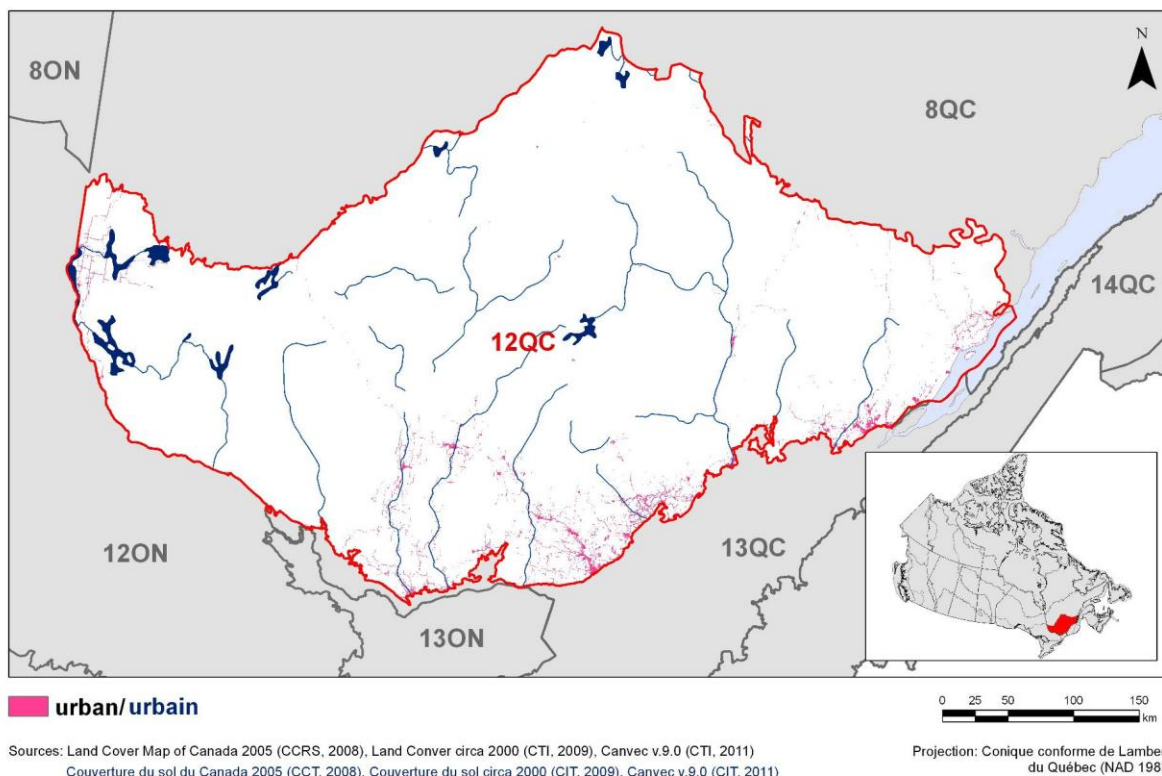 8ON
N
8QC
14QC
12QC
12ON
13QC
13ON
urban/urbain
0 25 50 100 150
km
Sources: Land Cover Map of Canada 2005 (CCRS, 2008), Land Conver circa 2000 (CTI, 2009), Canvec v.9.0 (CTI, 2011)
Projection: Conique conforme de Lamber
Couverture du sol du Canada 2005 (CCT, 2008), Couverture du sol circa 2000 (CIT, 2009), Canvec v.9.0 (CIT, 2011)
du Québec (NAD 198